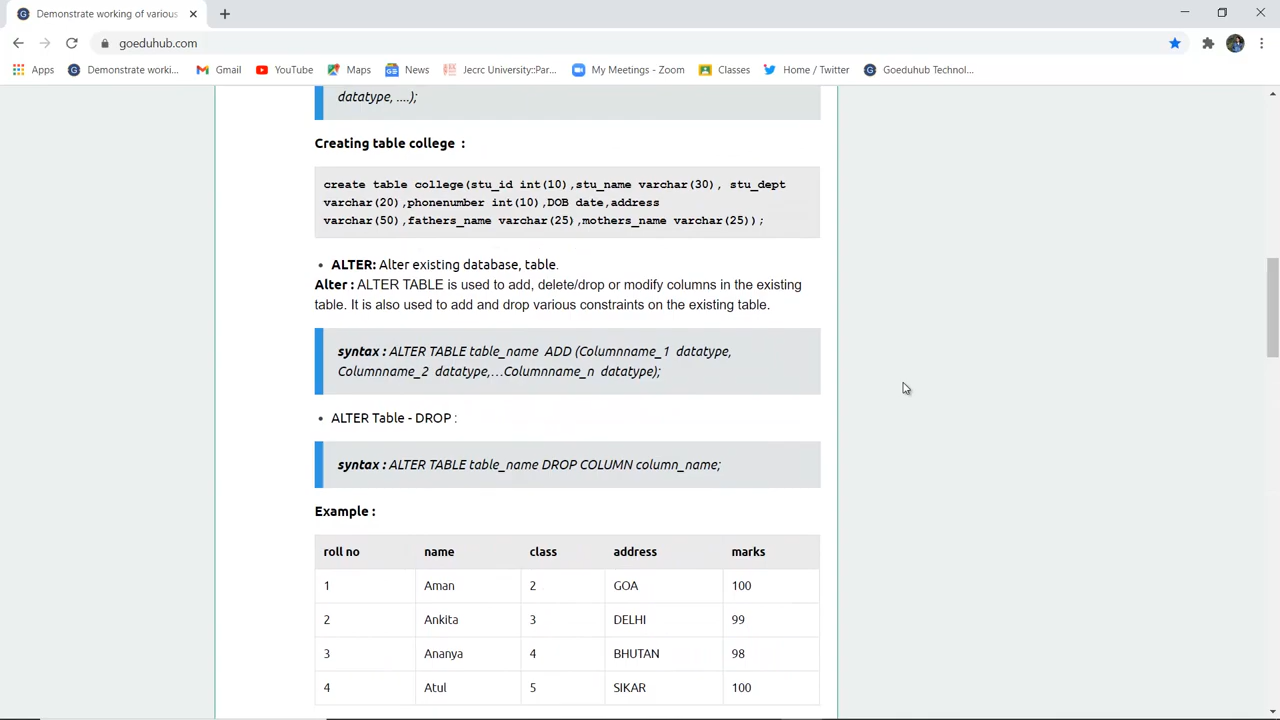 Demonstrate working of various
goeduhub.com
Apps Demonstrate worki... Gmail YouTube Maps News Jecrc University::Par... My Meetings - Zoom Classes Home / Twitter Goeduhub Technol...
datatype, ....);
Creating table college :
create table college(stu_id int(10),stu_name varchar(30), stu_dept
varchar(20),phonenumber int(10),DOB date,address
varchar(50),fathers_name varchar(25),mothers_name varchar(25));
• ALTER: Alter existing database, table.
Alter : ALTER TABLE is used to add, delete/drop or modify columns in the existing
table. It is also used to add and drop various constraints on the existing table.
syntax : ALTER TABLE table_name ADD (Columnname_1 datatype,
Columnname_2 datatype,…Columnname_n datatype);
• ALTER Table - DROP :
syntax : ALTER TABLE table_name DROP COLUMN column_name;
Example :
roll no name class address marks
1 Aman 2 GOA 100
2 Ankita 3 DELHI 99
3 Ananya 4 BHUTAN 98
4 Atul 5 SIKAR 100